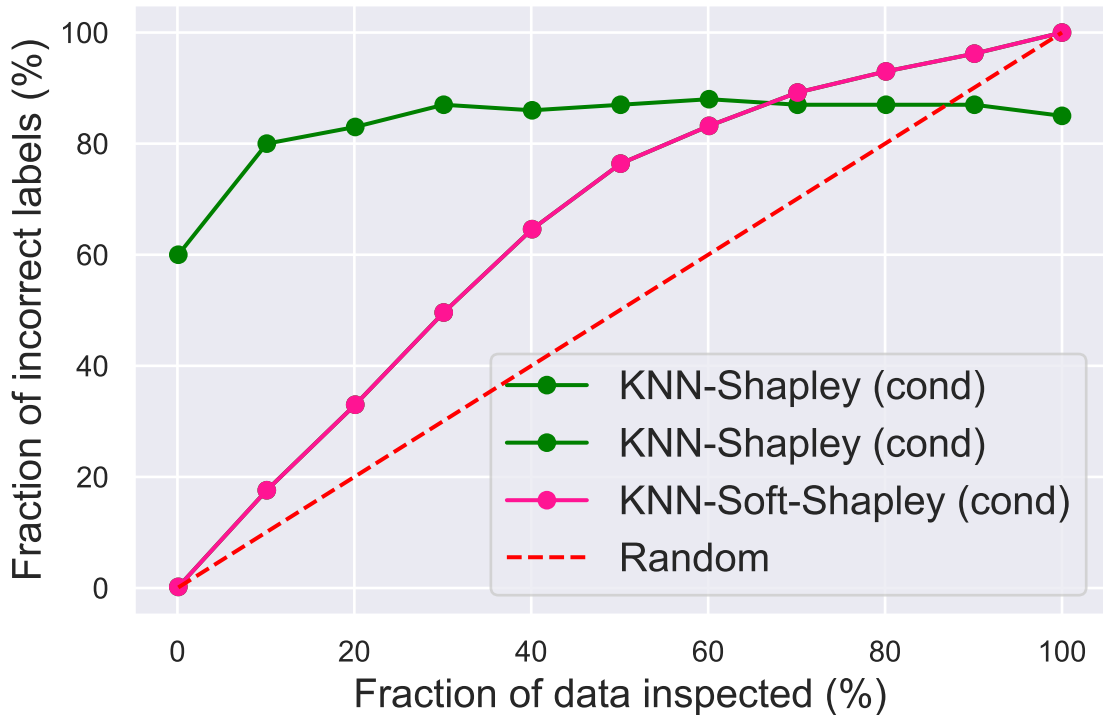 Fraction of incorrect labels (%)
100
80
60
40
20
0
KNN-Shapley (cond)
KNN-Shapley (cond)
KNN-Soft-Shapley (cond)
Random
0 20 40 60 80 100
Fraction of data inspected (%)